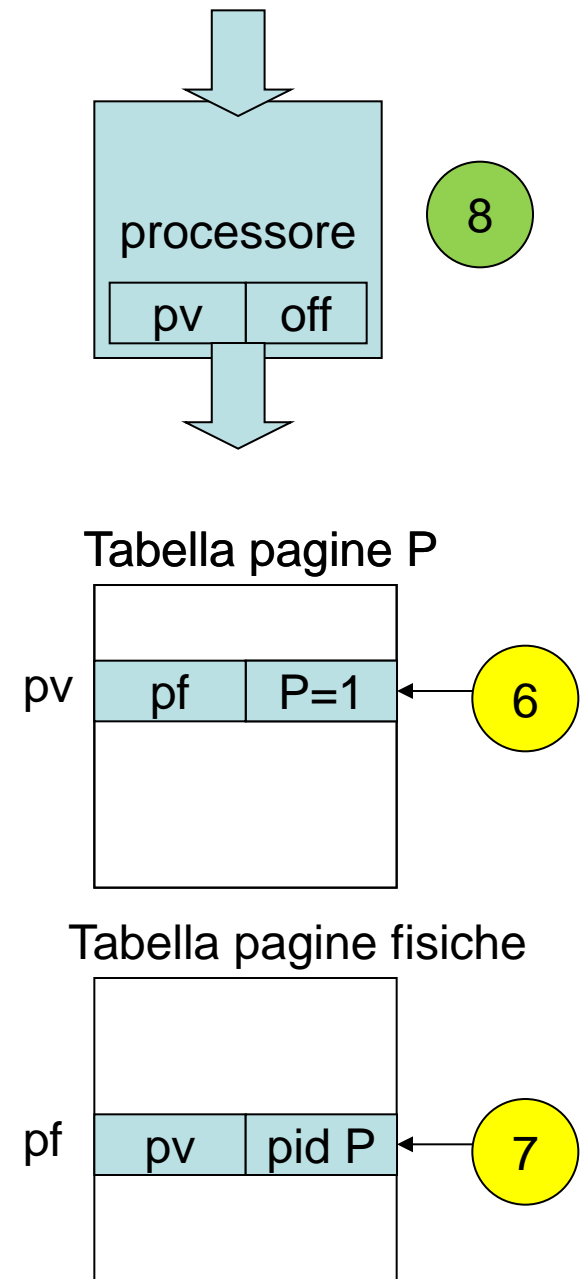 processore
8
pv off
Tabella pagine P
pv pf P=1 6
Tabella pagine fisiche
pf pv pid P 7